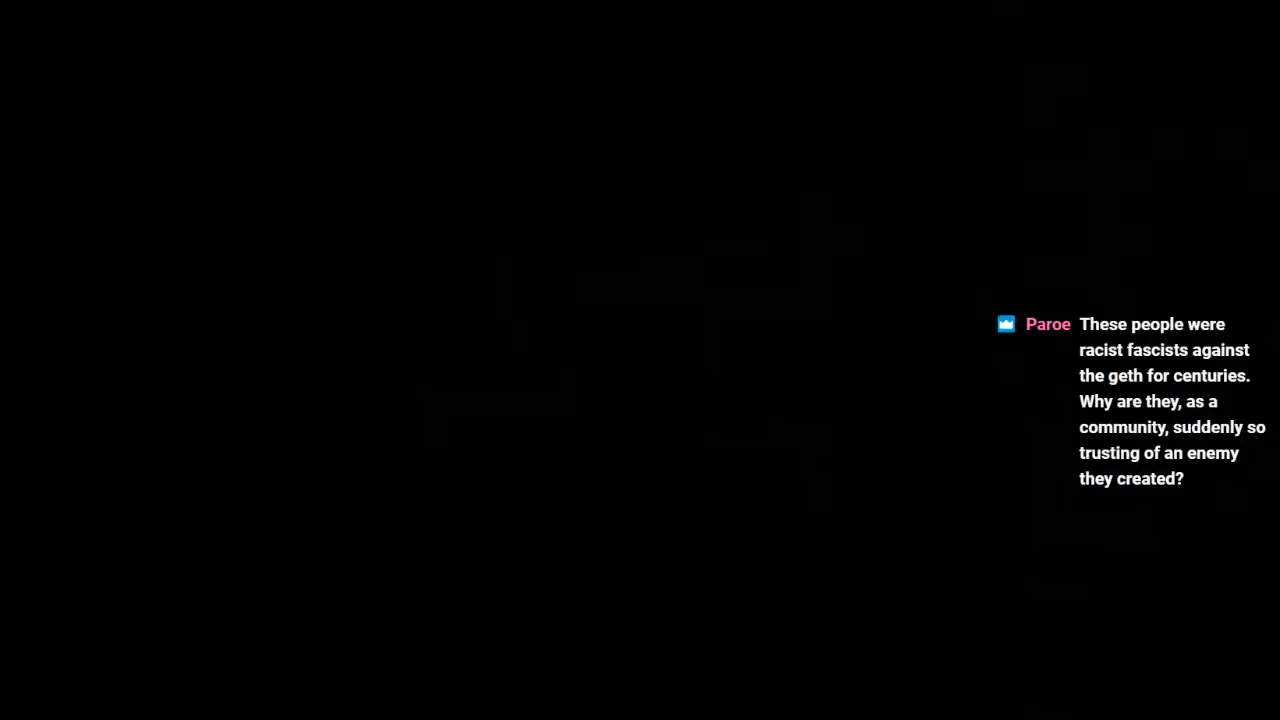 Paroe These people were
racist fascists against
the geth for centuries.
Why are they, as a
community, suddenly so
trusting of an enemy
they created?